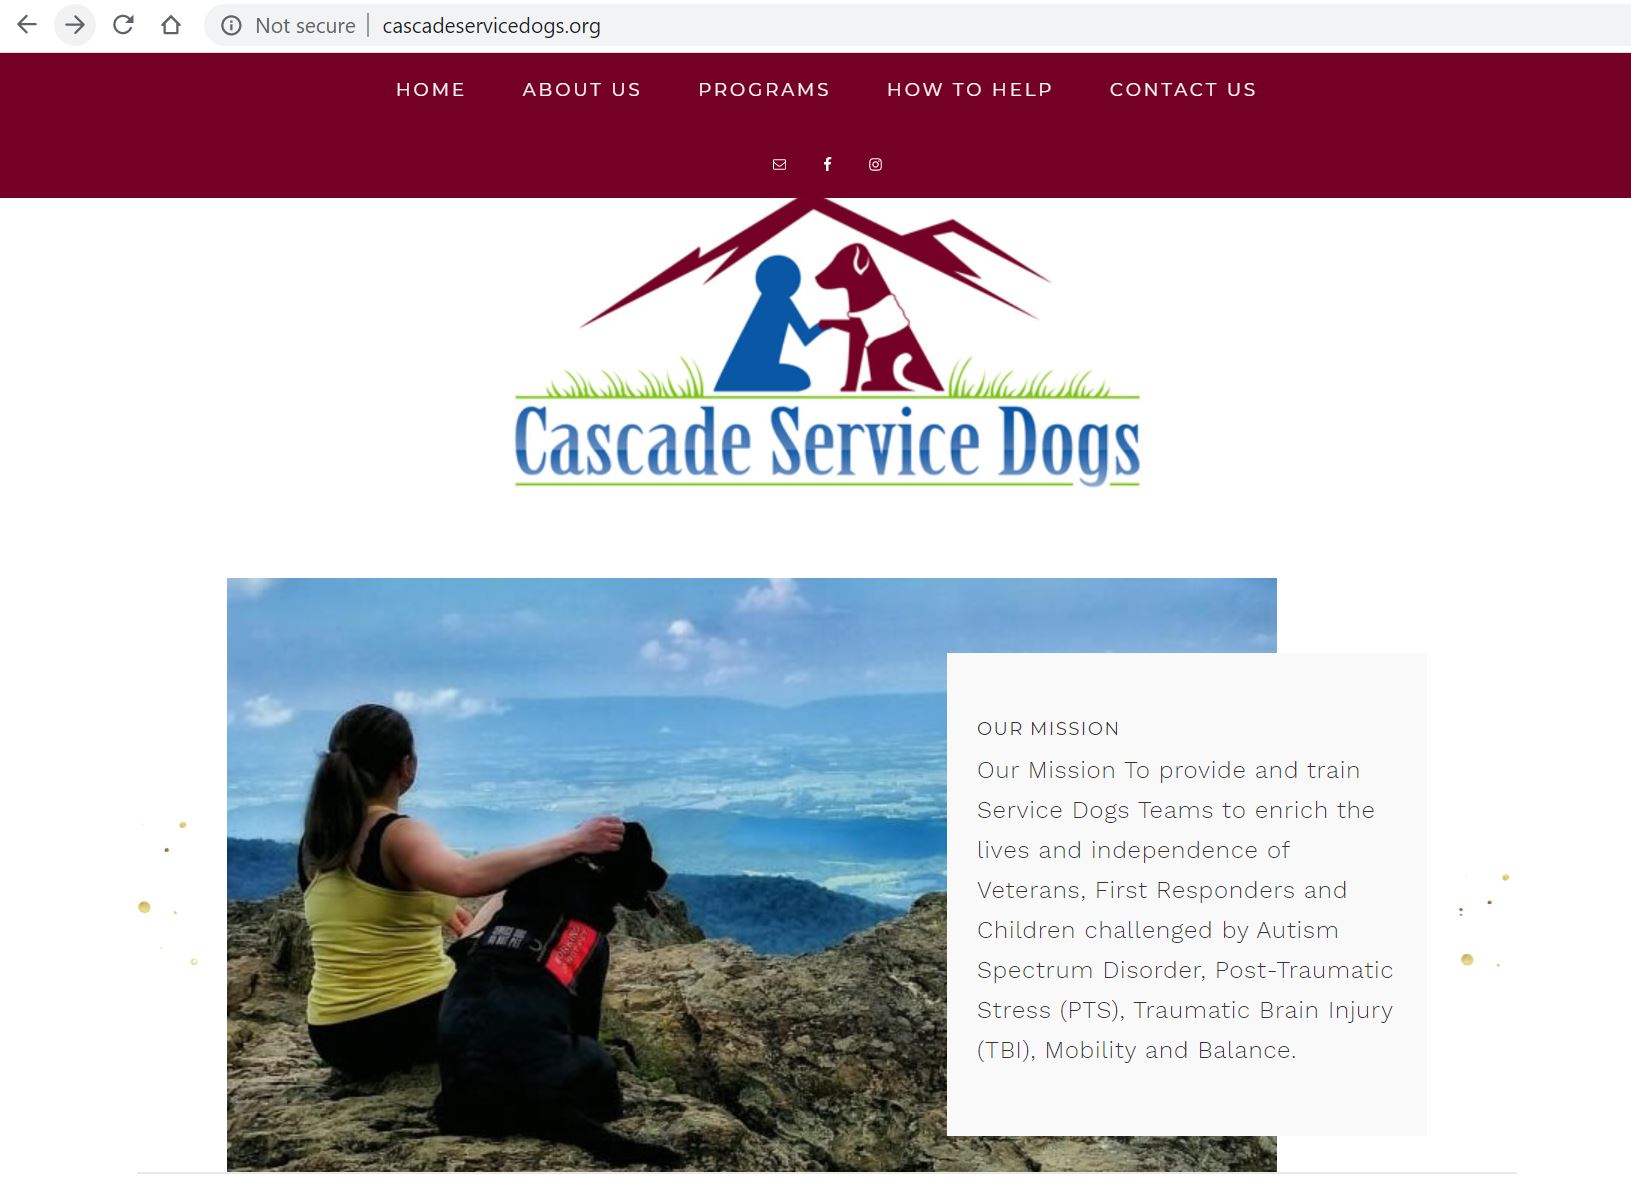 Not secure | cascadeservicedogs.org
HOME ABOUT US PROGRAMS HOW TO HELP CONTACT US
Cascade Service Dogs
OUR MISSION
Our Mission To provide and train
Service Dogs Teams to enrich the
lives and independence of
Veterans, First Responders and
Children challenged by Autism
Spectrum Disorder, Post-Traumatic
Stress (PTS), Traumatic Brain Injury
(TBI), Mobility and Balance.